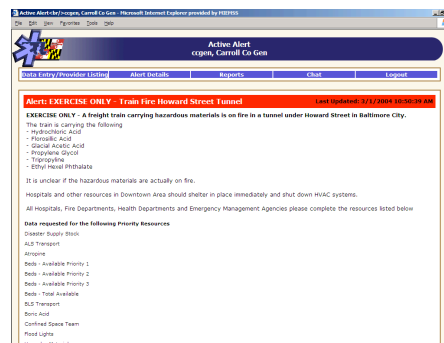 Active Alert<br/>ccgen, Carroll Co Gen - Microsoft Internet Explorer provided by MIEMSS
File Edit View Favorites Tools Help
Active Alert
ccgen, Carroll Co Gen
Data Entry/Provider Listing Alert Details Reports Chat Logout
Alert: EXERCISE ONLY - Train Fire Howard Street Tunnel Last Updated: 3/1/2004 10:50:39 AM
EXERCISE ONLY - A freight train carrying hazardous materials is on fire in a tunnel under Howard Street in Baltimore City.
The train is carrying the following
- Hydrochloric Acid
- Florosillic Acid
- Glacial Acetic Acid
- Propylene Glycol
- Tripropyline
- Ethyl Hexel Phthalate
It is unclear if the hazardous materials are actually on fire.
Hospitals and other resources in Downtown Area should shelter in place immediately and shut down HVAC systems.
All Hospitals, Fire Departments, Health Departments and Emergency Management Agencies please complete the resources listed below
Data requested for the following Priority Resources
Disaster Supply Stock
ALS Transport
Atropine
Beds - Available Priority 1
Beds - Available Priority 2
Beds - Available Priority 3
Beds - Total Available
BLS Transport
Boric Acid
Confined Space Team
Flood Lights